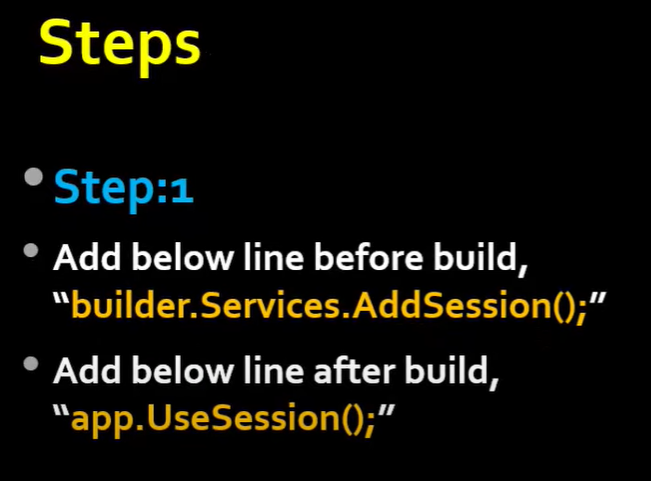 Steps
Step:1
Add below line before build,
“builder.Services.AddSession();”
Add below line after build,
“app.UseSession();”